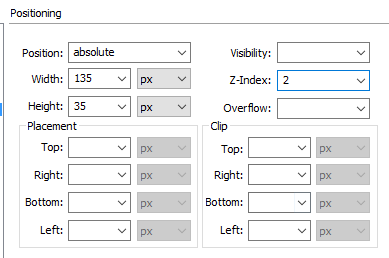 Positioning
Position: absolute Visibility:
Width: 135 px Z-Index: 2
Height: 35 px Overflow:
Placement Clip
Top: px Top: px
Right: px Right: px
Bottom: px Bottom: px
Left: px Left: px